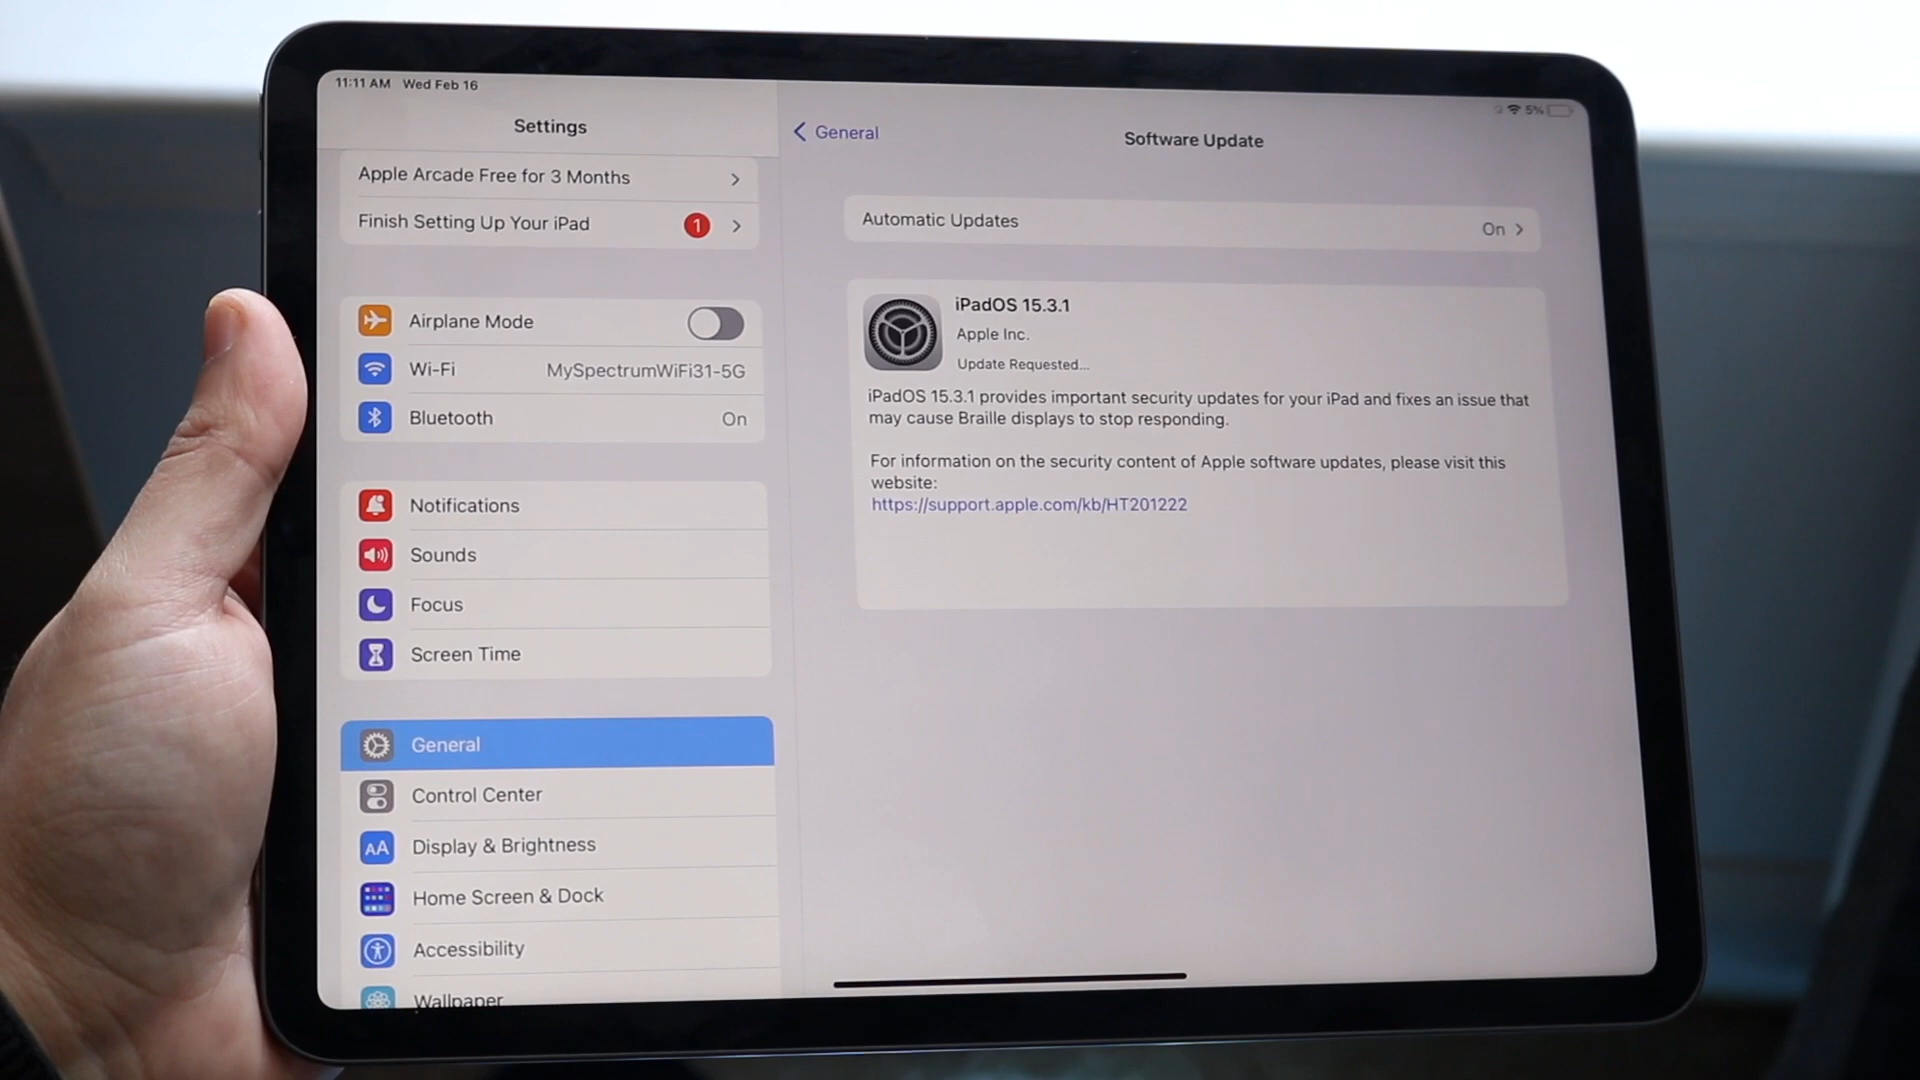 11:11 AM Wed Feb 16
5%
Settings
Apple Arcade Free for 3 Months
Finish Setting Up Your iPad 1
Airplane Mode
Wi-Fi MySpectrumWiFi31-5G
Bluetooth On
Notifications
Sounds
Focus
Screen Time
General
Control Center
AA Display & Brightness
Home Screen & Dock
Accessibility
Wallpaper
General
Software Update
Automatic Updates On
iPadOS 15.3.1
Apple Inc.
Update Requested...
iPadOS 15.3.1 provides important security updates for your iPad and fixes an issue that
may cause Braille displays to stop responding.
For information on the security content of Apple software updates, please visit this
website:
https://support.apple.com/kb/HT201222